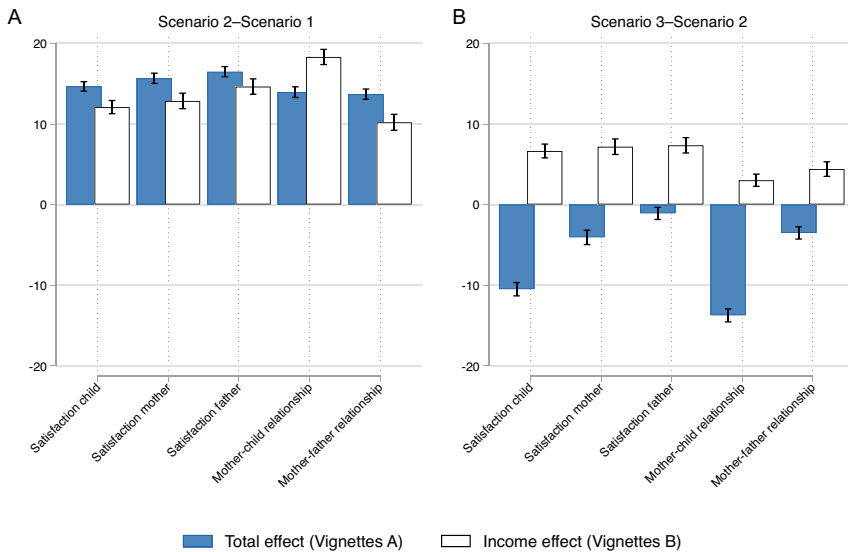 A
Scenario 2–Scenario 1
20
10
0
-10
-20
Satisfaction child
Satisfaction mother
Satisfaction father
Mother-child relationship
Mother-father relationship
B
Scenario 3–Scenario 2
20
10
0
-10
-20
Satisfaction child
Satisfaction mother
Satisfaction father
Mother-child relationship
Mother-father relationship
Total effect (Vignettes A)
Income effect (Vignettes B)